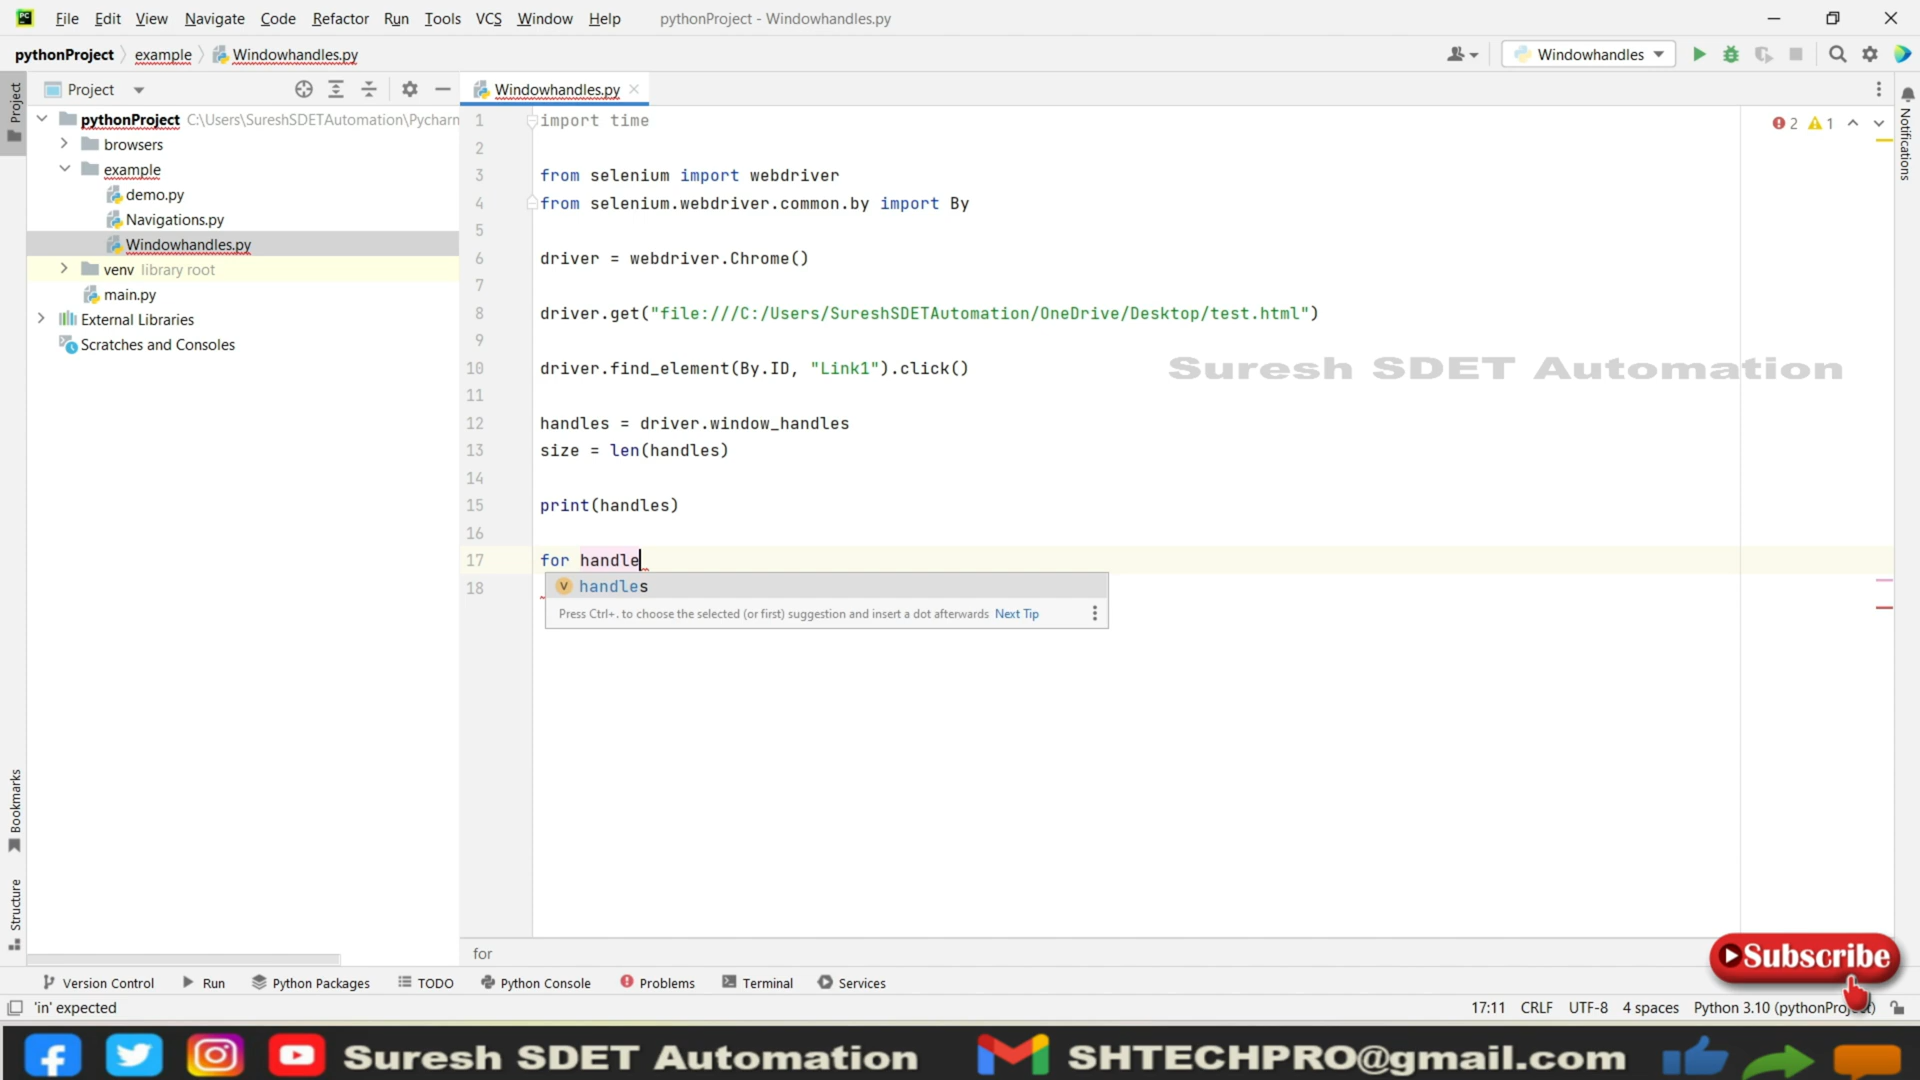 File Edit View Navigate Code Refactor Run Tools VCS Window Help pythonProject - Windowhandles.py
pythonProject example Windowhandles.py Windowhandles
Project Windowhandles.py
Project
Notifications
Bookmarks
Structure
pythonProject C:\Users\SureshSDETAutomation\Pycharm
browsers
example
demo.py
Navigations.py
Windowhandles.py
venv library root
main.py
External Libraries
Scratches and Consoles
2 1
1 import time
2
3 from selenium import webdriver
4 from selenium.webdriver.common.by import By
5
6 driver = webdriver.Chrome()
7
8 driver.get("file:///C:/Users/SureshSDETAutomation/OneDrive/Desktop/test.html")
9
10 driver.find_element(By.ID, "Link1").click()
Suresh SDET Automation
11
12 handles = driver.window_handles
13 size = len(handles)
14
15 print(handles)
16
17 for handle
18
V handles
Press Ctrl+. to choose the selected (or first) suggestion and insert a dot afterwards Next Tip
for
Subscribe
Version Control Run Python Packages TODO Python Console Problems Terminal Services
'in' expected 17:11 CRLF UTF-8 4 spaces Python 3.10 (pythonProject)
Suresh SDET Automation SHTECHPRO@gmail.com